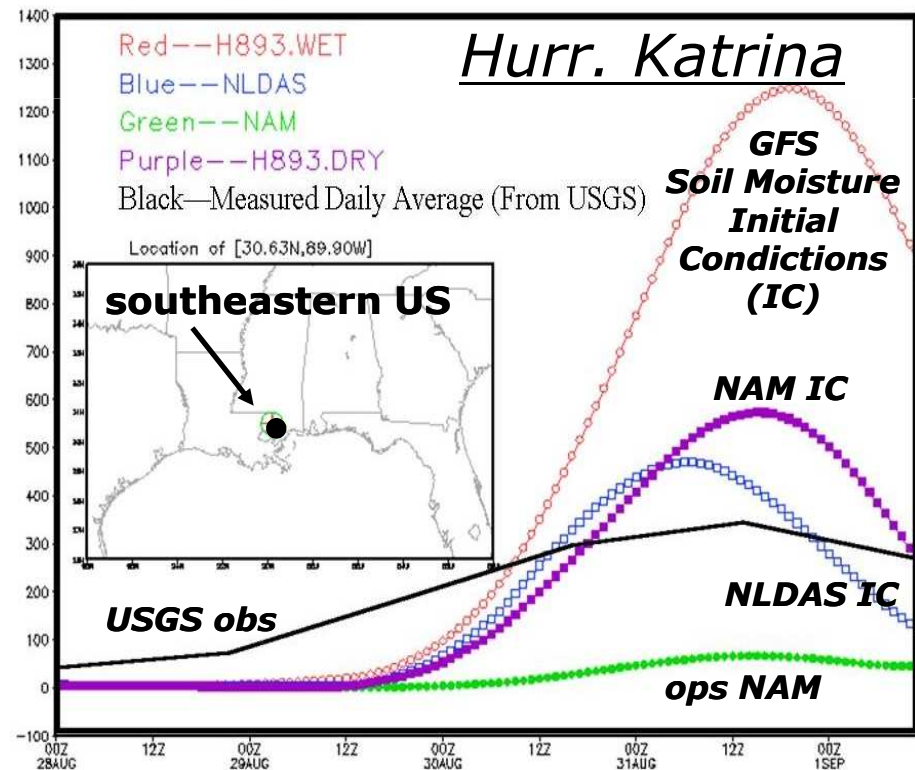 Hurr. Katrina
Red--H893.WET
Blue--NLDAS
Green--NAM
Purple--H893.DRY
Black—Measured Daily Average (From USGS)
GFS
Soil Moisture
Initial
Condictions
(IC)
Location of [30.63N,89.90W]
southeastern US
NAM IC
NLDAS IC
USGS obs
ops NAM
1400
1300
1200
1100
1000
900
800
700
600
500
400
300
200
100
0
-100
00Z 12Z 00Z 12Z 00Z 12Z 00Z 12Z 00Z
28AUG 29AUG 30AUG 31AUG 1SEP